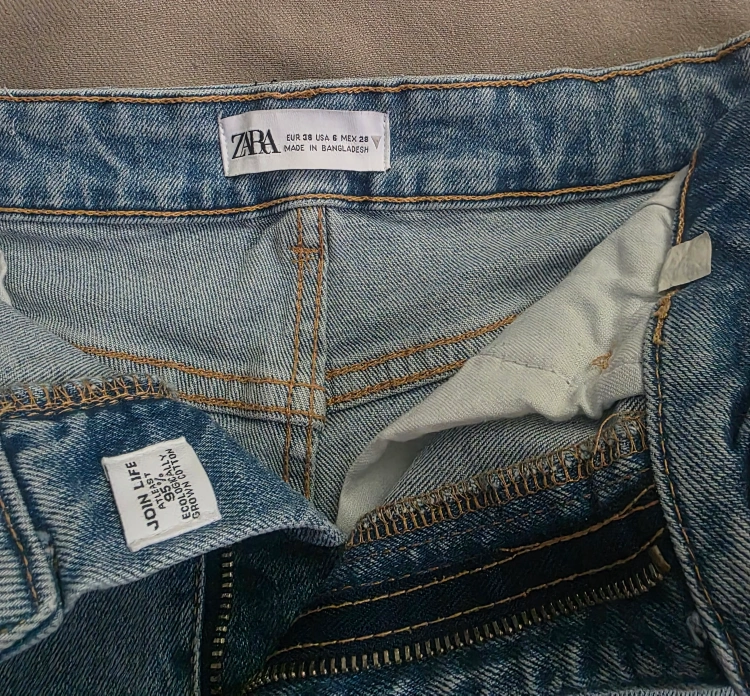 ZARA
EUR 38 USA 6 MEX 28
MADE IN BANGLADESH
JOIN LIFE
AT LEAST
95%
ECOLOGICALLY
GROWN COTTON